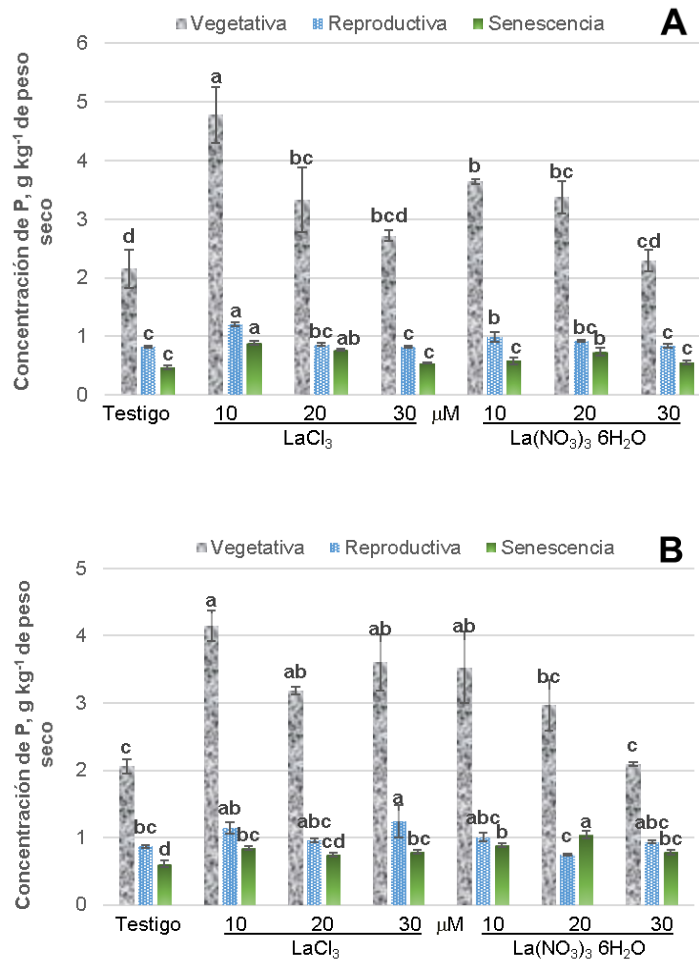 Vegetativa Reproductiva Senescencia A
Concentración de P, g kg⁻¹ de peso
seco
6
5
4
3
2
1
0
d c c
a a a
bc bc ab
bcd c c
b b c
bc bc b
cd c c
Testigo 10 20 30 µM 10 20 30
LaCl₃ La(NO₃)₃ 6H₂O
Vegetativa Reproductiva Senescencia B
Concentración de P, g kg⁻¹ de peso
seco
5
4
3
2
1
0
c bc d
a ab bc
ab abc cd
ab a bc
ab abc b
bc c a
c abc bc
Testigo 10 20 30 µM 10 20 30
LaCl₃ La(NO₃)₃ 6H₂O